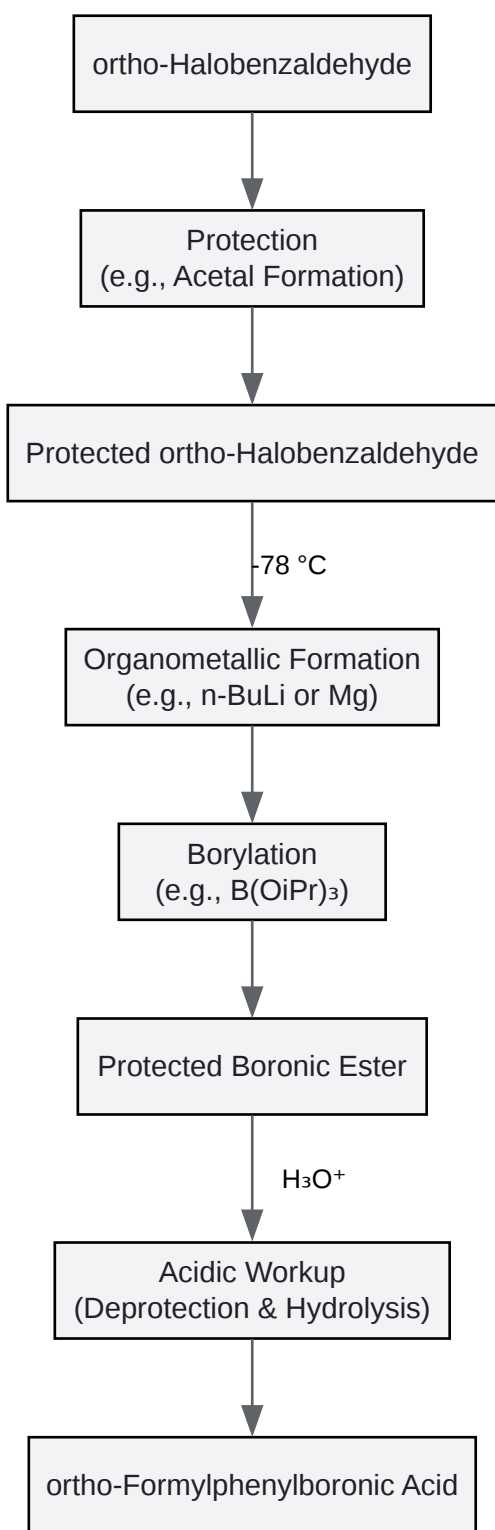 ortho-Halobenzaldehyde
Protection
(e.g., Acetal Formation)
Protected ortho-Halobenzaldehyde
-78 °C
Organometallic Formation
(e.g., n-BuLi or Mg)
Borylation
(e.g., B(OiPr)₃)
Protected Boronic Ester
H₃O⁺
Acidic Workup
(Deprotection & Hydrolysis)
ortho-Formylphenylboronic Acid